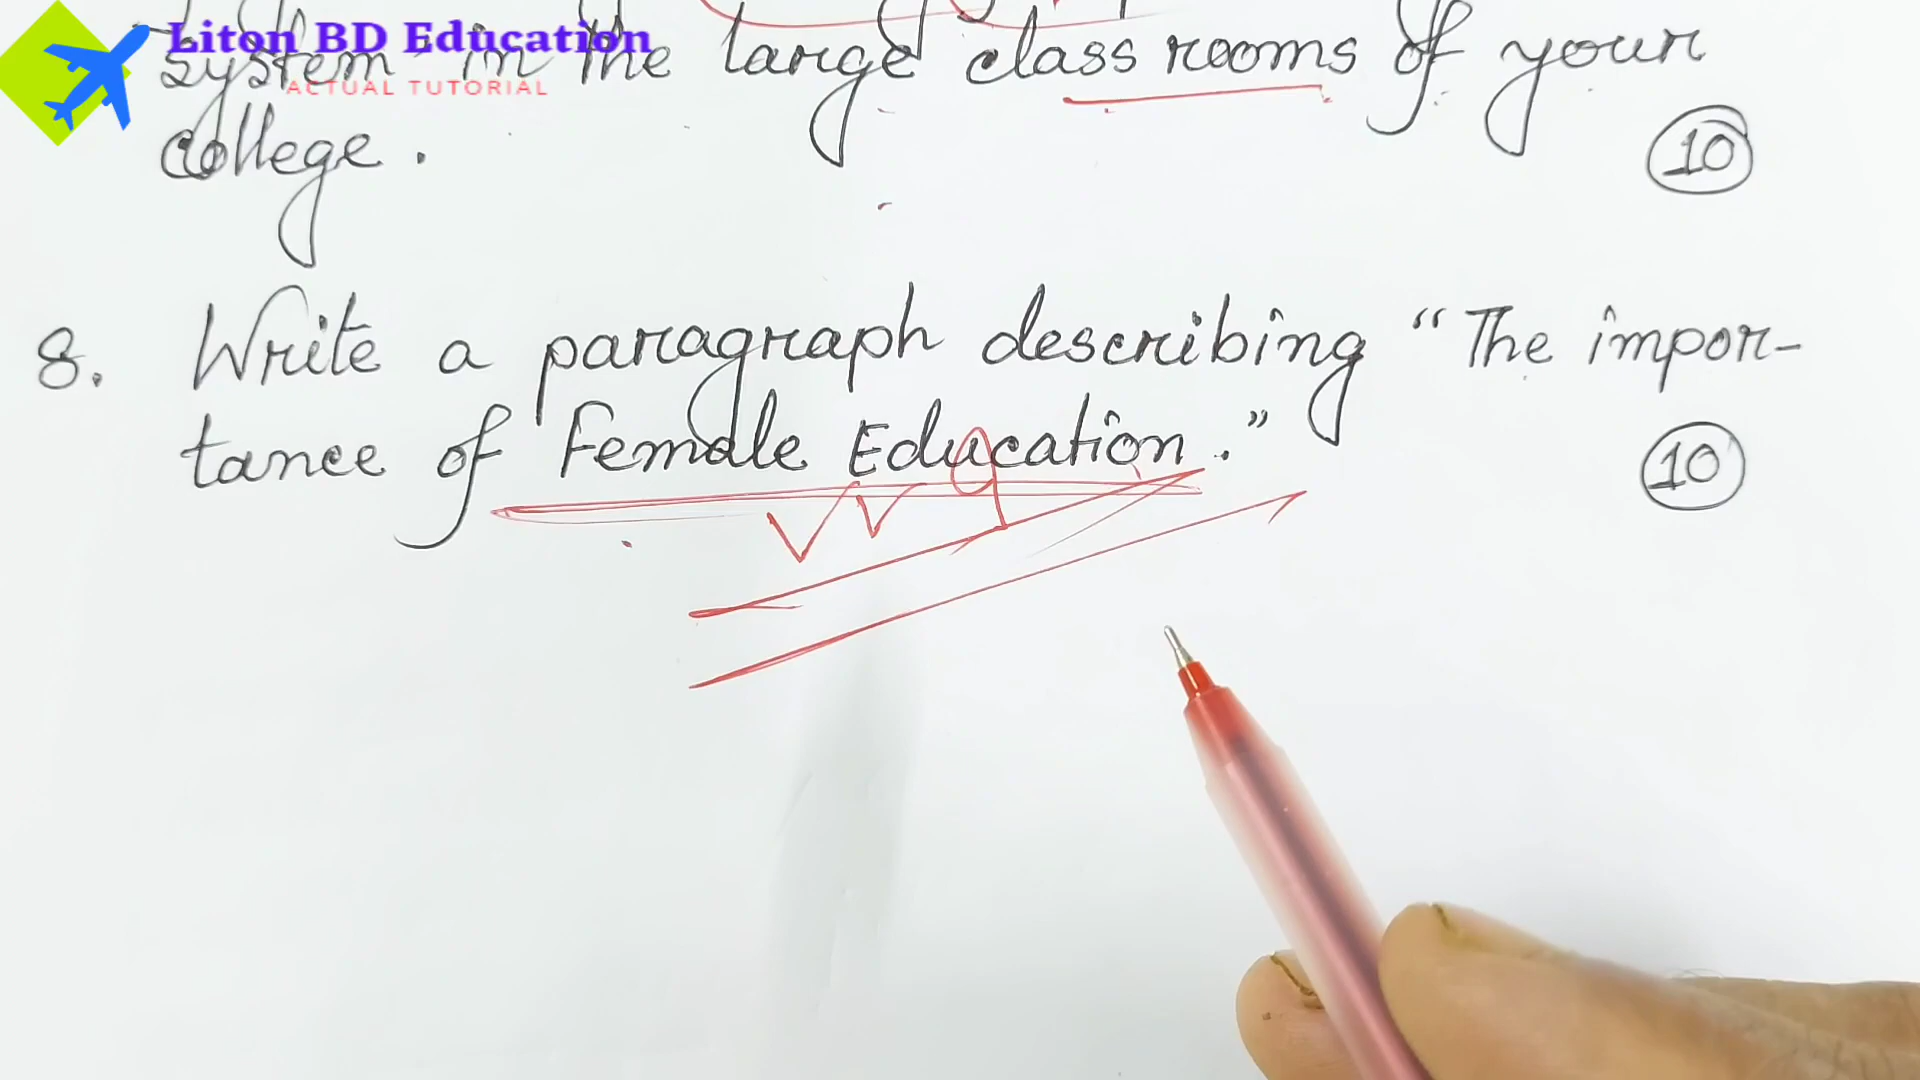 Liton BD Education
ACTUAL TUTORIAL
system in the large class rooms of your
college. 10
8. Write a paragraph describing “The impor-
tance of Female Education.” 10
VVq